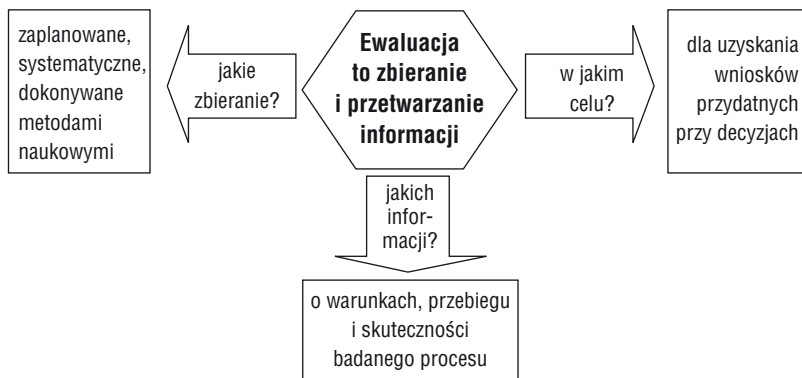 zaplanowane,
systematyczne,
dokonywane
metodami
naukowymi
jakie
zbieranie?
Ewaluacja
to zbieranie
i przetwarzanie
informacji
w jakim
celu?
dla uzyskania
wniosków
przydatnych
przy decyzjach
jakich
infor-
macji?
o warunkach, przebiegu
i skuteczności
badanego procesu